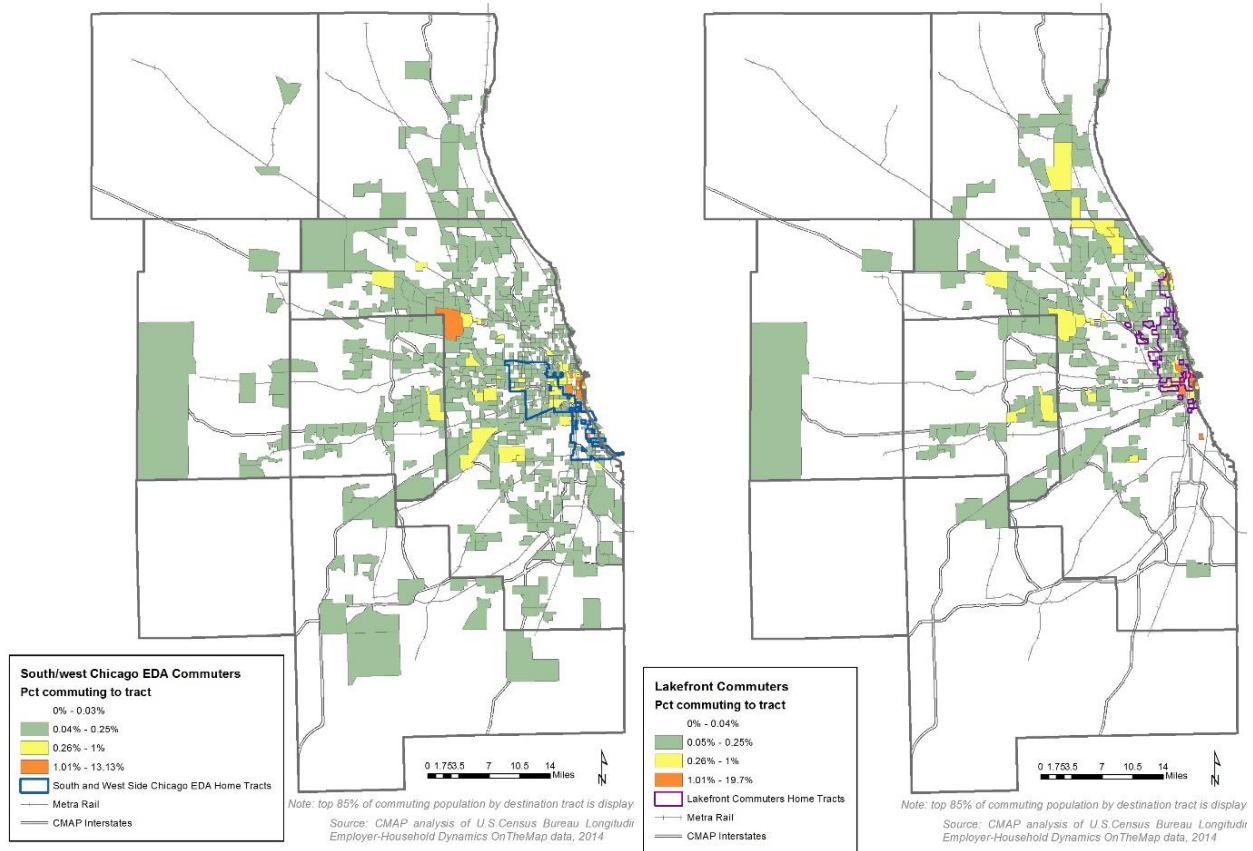 South/west Chicago EDA Commuters
Pct commuting to tract
0% - 0.03%
0.04% - 0.25%
0.26% - 1%
1.01% - 13.13%
South and West Side Chicago EDA Home Tracts
Metra Rail
CMAP Interstates
0 1.753.5 7 10.5 14
Miles
N
Note: top 85% of commuting population by destination tract is display
Source: CMAP analysis of U.S.Census Bureau Longitudin
Employer-Household Dynamics OnTheMap data, 2014
Lakefront Commuters
Pct commuting to tract
0% - 0.04%
0.05% - 0.25%
0.26% - 1%
1.01% - 19.7%
Lakefront Commuters Home Tracts
Metra Rail
CMAP Interstates
0 1.753.5 7 10.5 14
Miles
N
Note: top 85% of commuting population by destination tract is display
Source: CMAP analysis of U.S.Census Bureau Longitudin
Employer-Household Dynamics OnTheMap data, 2014